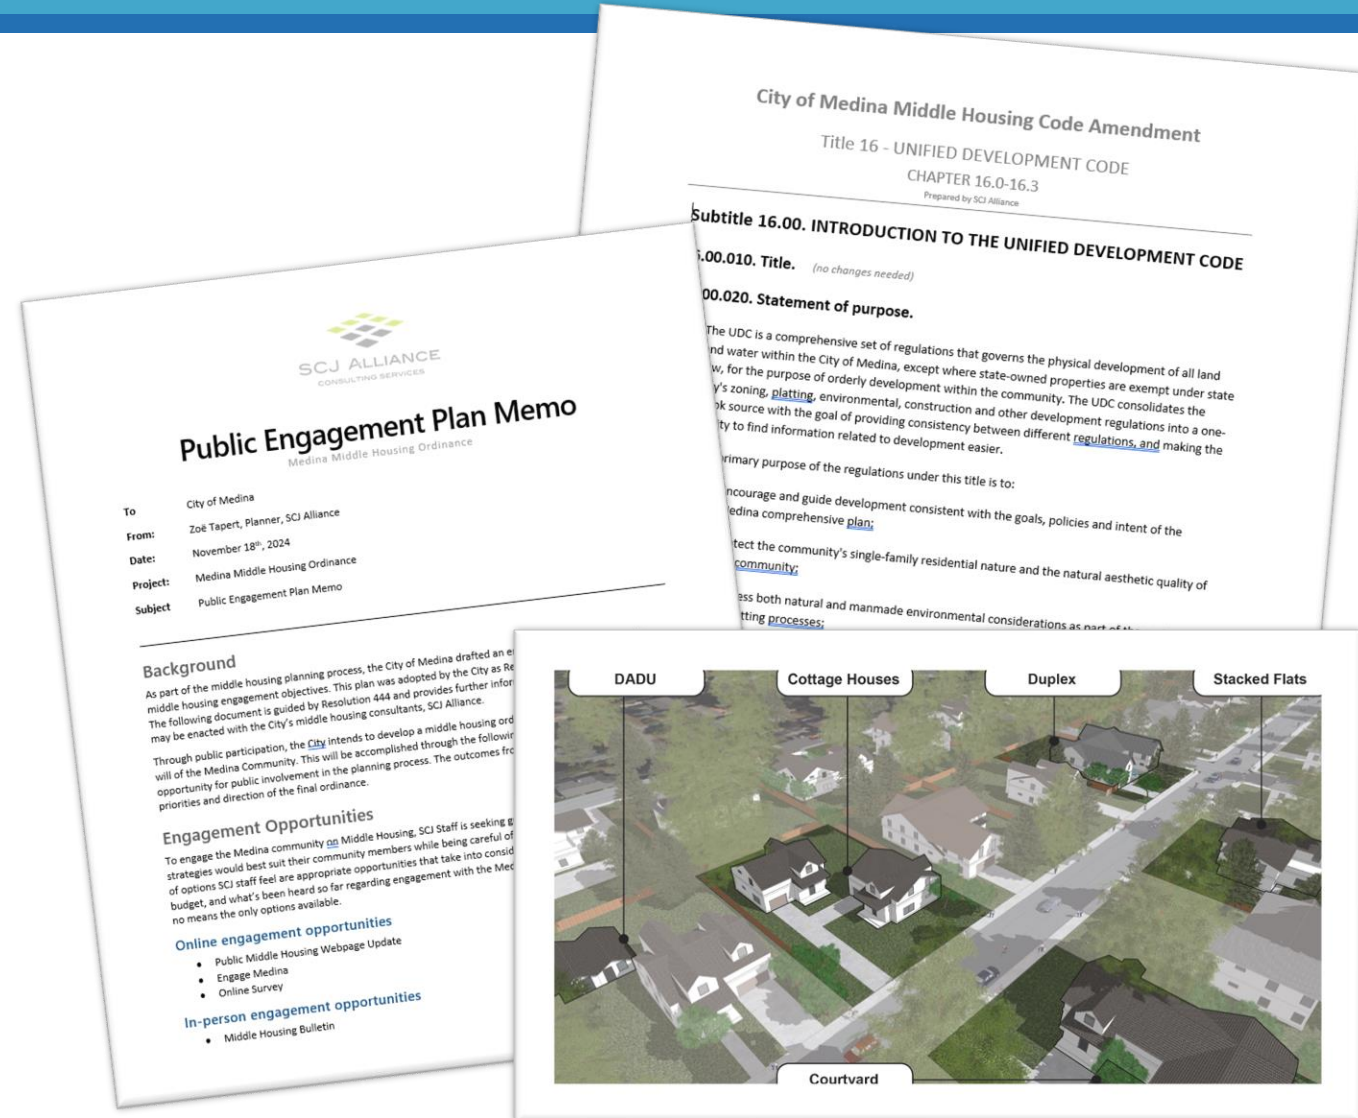 City of Medina Middle Housing Code Amendment
Title 16 - UNIFIED DEVELOPMENT CODE
CHAPTER 16.0-16.3
Prepared by SCJ Alliance
Subtitle 16.00. INTRODUCTION TO THE UNIFIED DEVELOPMENT CODE
.00.010. Title. (no changes needed)
00.020. Statement of purpose.
The UDC is a comprehensive set of regulations that governs the physical development of all land
nd water within the City of Medina, except where state-owned properties are exempt under state
w, for the purpose of orderly development within the community. The UDC consolidates the
y's zoning, platting, environmental, construction and other development regulations into a one-
ok source with the goal of providing consistency between different regulations, and making the
ity to find information related to development easier.
primary purpose of the regulations under this title is to:
ncourage and guide development consistent with the goals, policies and intent of the
edina comprehensive plan;
tect the community's single-family residential nature and the natural aesthetic quality of
community;
ess both natural and manmade environmental considerations as part of
tting processes;
SCJ ALLIANCE
CONSULTING SERVICES
Public Engagement Plan Memo
Medina Middle Housing Ordinance
To City of Medina
From: Zoë Tapert, Planner, SCJ Alliance
Date: November 18th, 2024
Project: Medina Middle Housing Ordinance
Subject Public Engagement Plan Memo
Background
As part of the middle housing planning process, the City of Medina drafted an e
middle housing engagement objectives. This plan was adopted by the City as Re
The following document is guided by Resolution 444 and provides further infor
may be enacted with the City's middle housing consultants, SCJ Alliance.
Through public participation, the City intends to develop a middle housing ord
will of the Medina Community. This will be accomplished through the followin
opportunity for public involvement in the planning process. The outcomes fro
priorities and direction of the final ordinance.
Engagement Opportunities
To engage the Medina community on Middle Housing, SCJ Staff is seeking g
strategies would best suit their community members while being careful of
of options SCJ staff feel are appropriate opportunities that take into consid
budget, and what's been heard so far regarding engagement with the Med
no means the only options available.
Online engagement opportunities
• Public Middle Housing Webpage Update
• Engage Medina
• Online Survey
In-person engagement opportunities
• Middle Housing Bulletin
DADU
Cottage Houses
Duplex
Stacked Flats
Courtyard